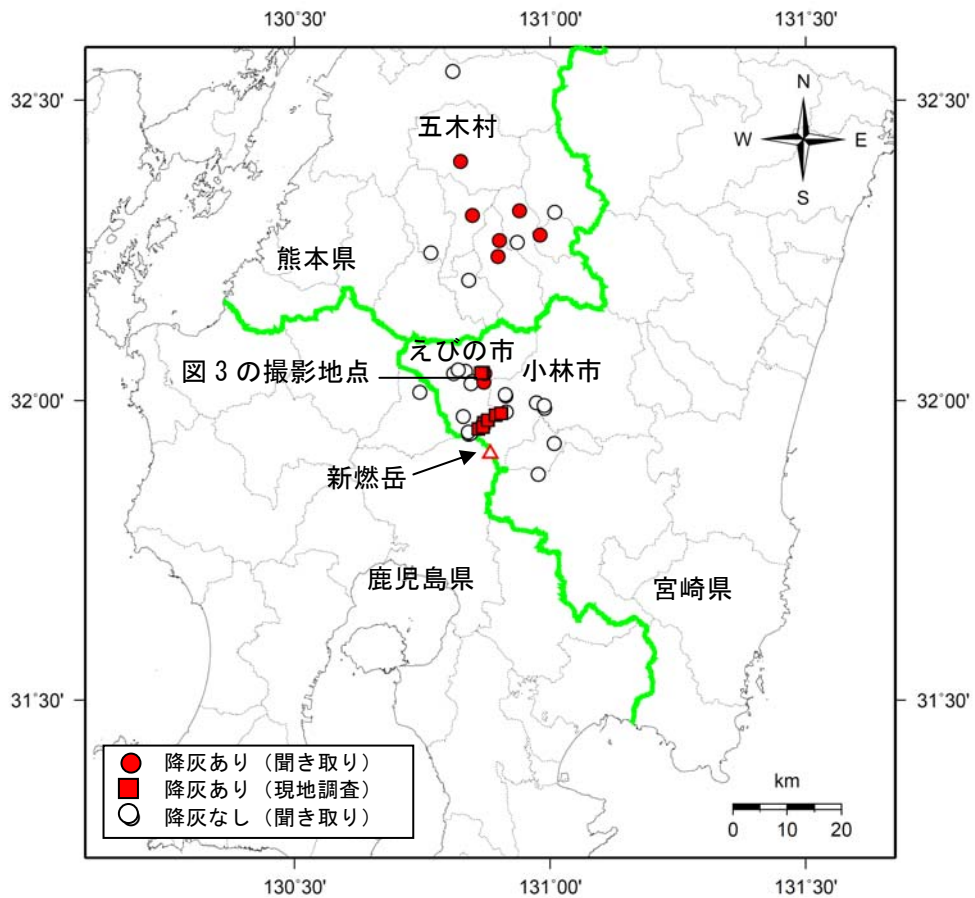 130°30' 131°00' 131°30'
32°30' 32°30'
N
W E
S
五木村
熊本県
えびの市
図3の撮影地点
小林市
32°00' 32°00'
新燃岳
鹿児島県
宮崎県
31°30' 31°30'
降灰あり（聞き取り）
降灰あり（現地調査）
降灰なし（聞き取り）
km
0 10 20
130°30' 131°00' 131°30'